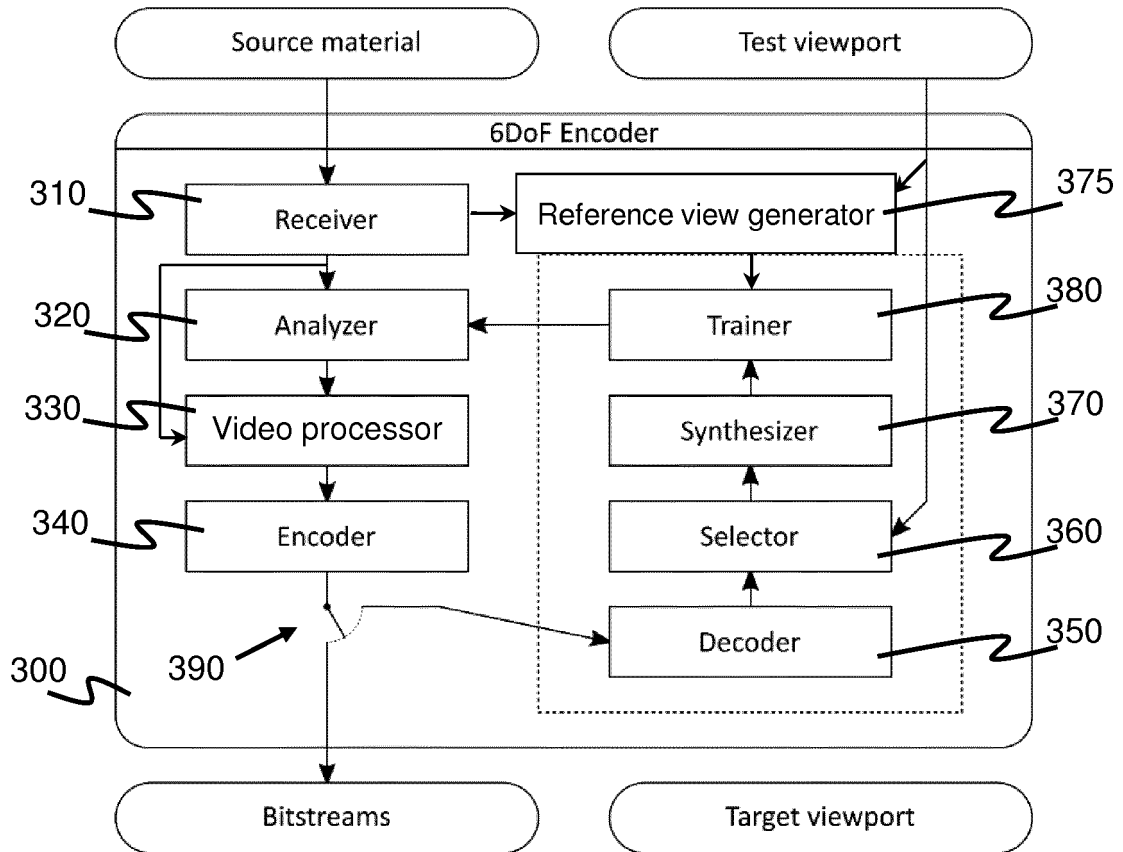 Source material
Test viewport
6DoF Encoder
310
Receiver
Reference view generator
375
320
Analyzer
Trainer
380
330
Video processor
Synthesizer
370
340
Encoder
Selector
360
Decoder
350
390
300
Bitstreams
Target viewport